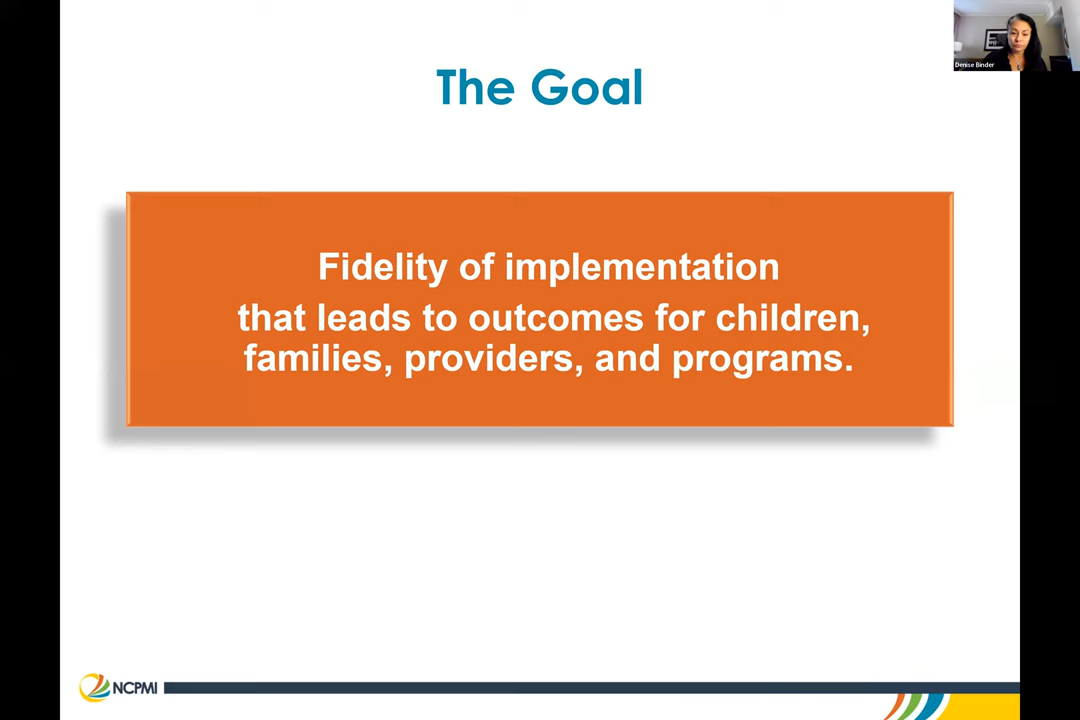 Denise Binder
The Goal
Fidelity of implementation
that leads to outcomes for children,
families, providers, and programs.
NCPMI